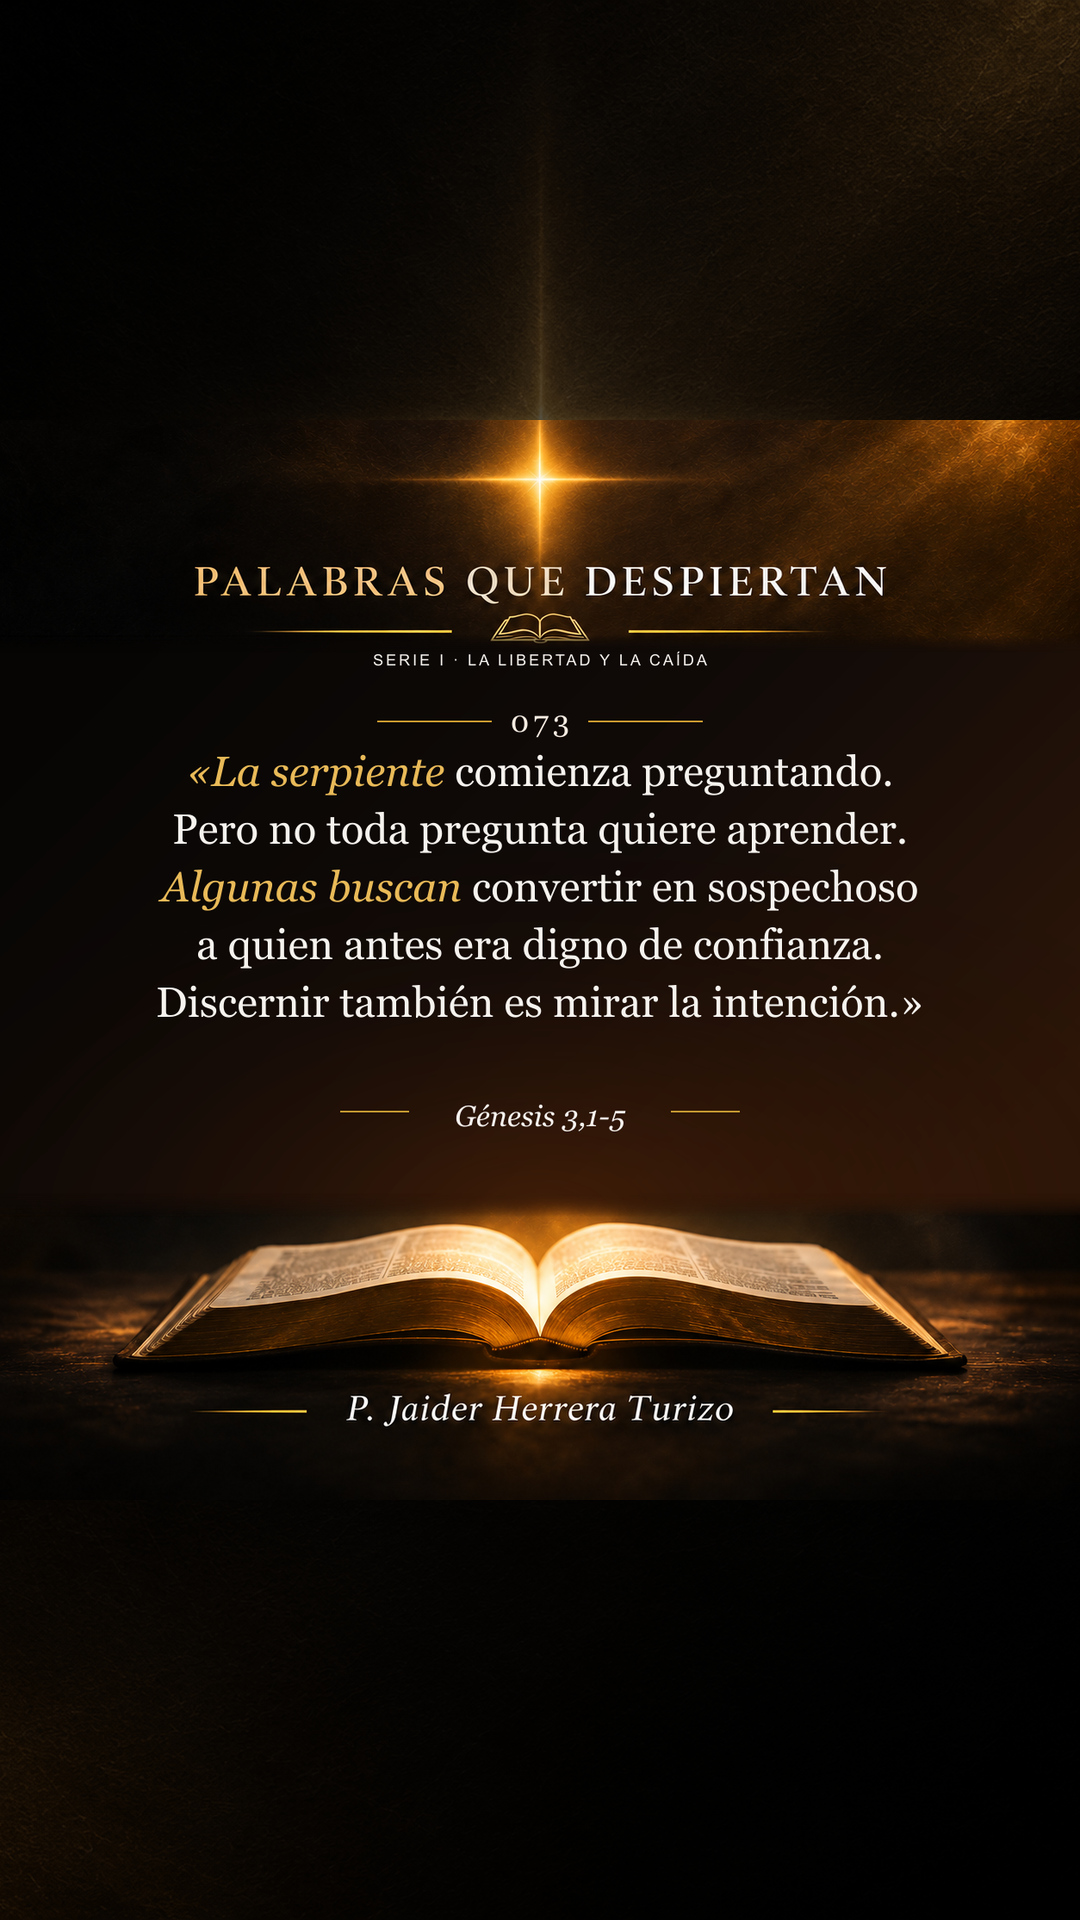 PALABRAS QUE DESPIERTAN
SERIE I · LA LIBERTAD Y LA CAÍDA
073
«La serpiente comienza preguntando.
Pero no toda pregunta quiere aprender.
Algunas buscan convertir en sospechoso
a quien antes era digno de confianza.
Discernir también es mirar la intención.»
Génesis 3,1-5
P. Jaider Herrera Turizo